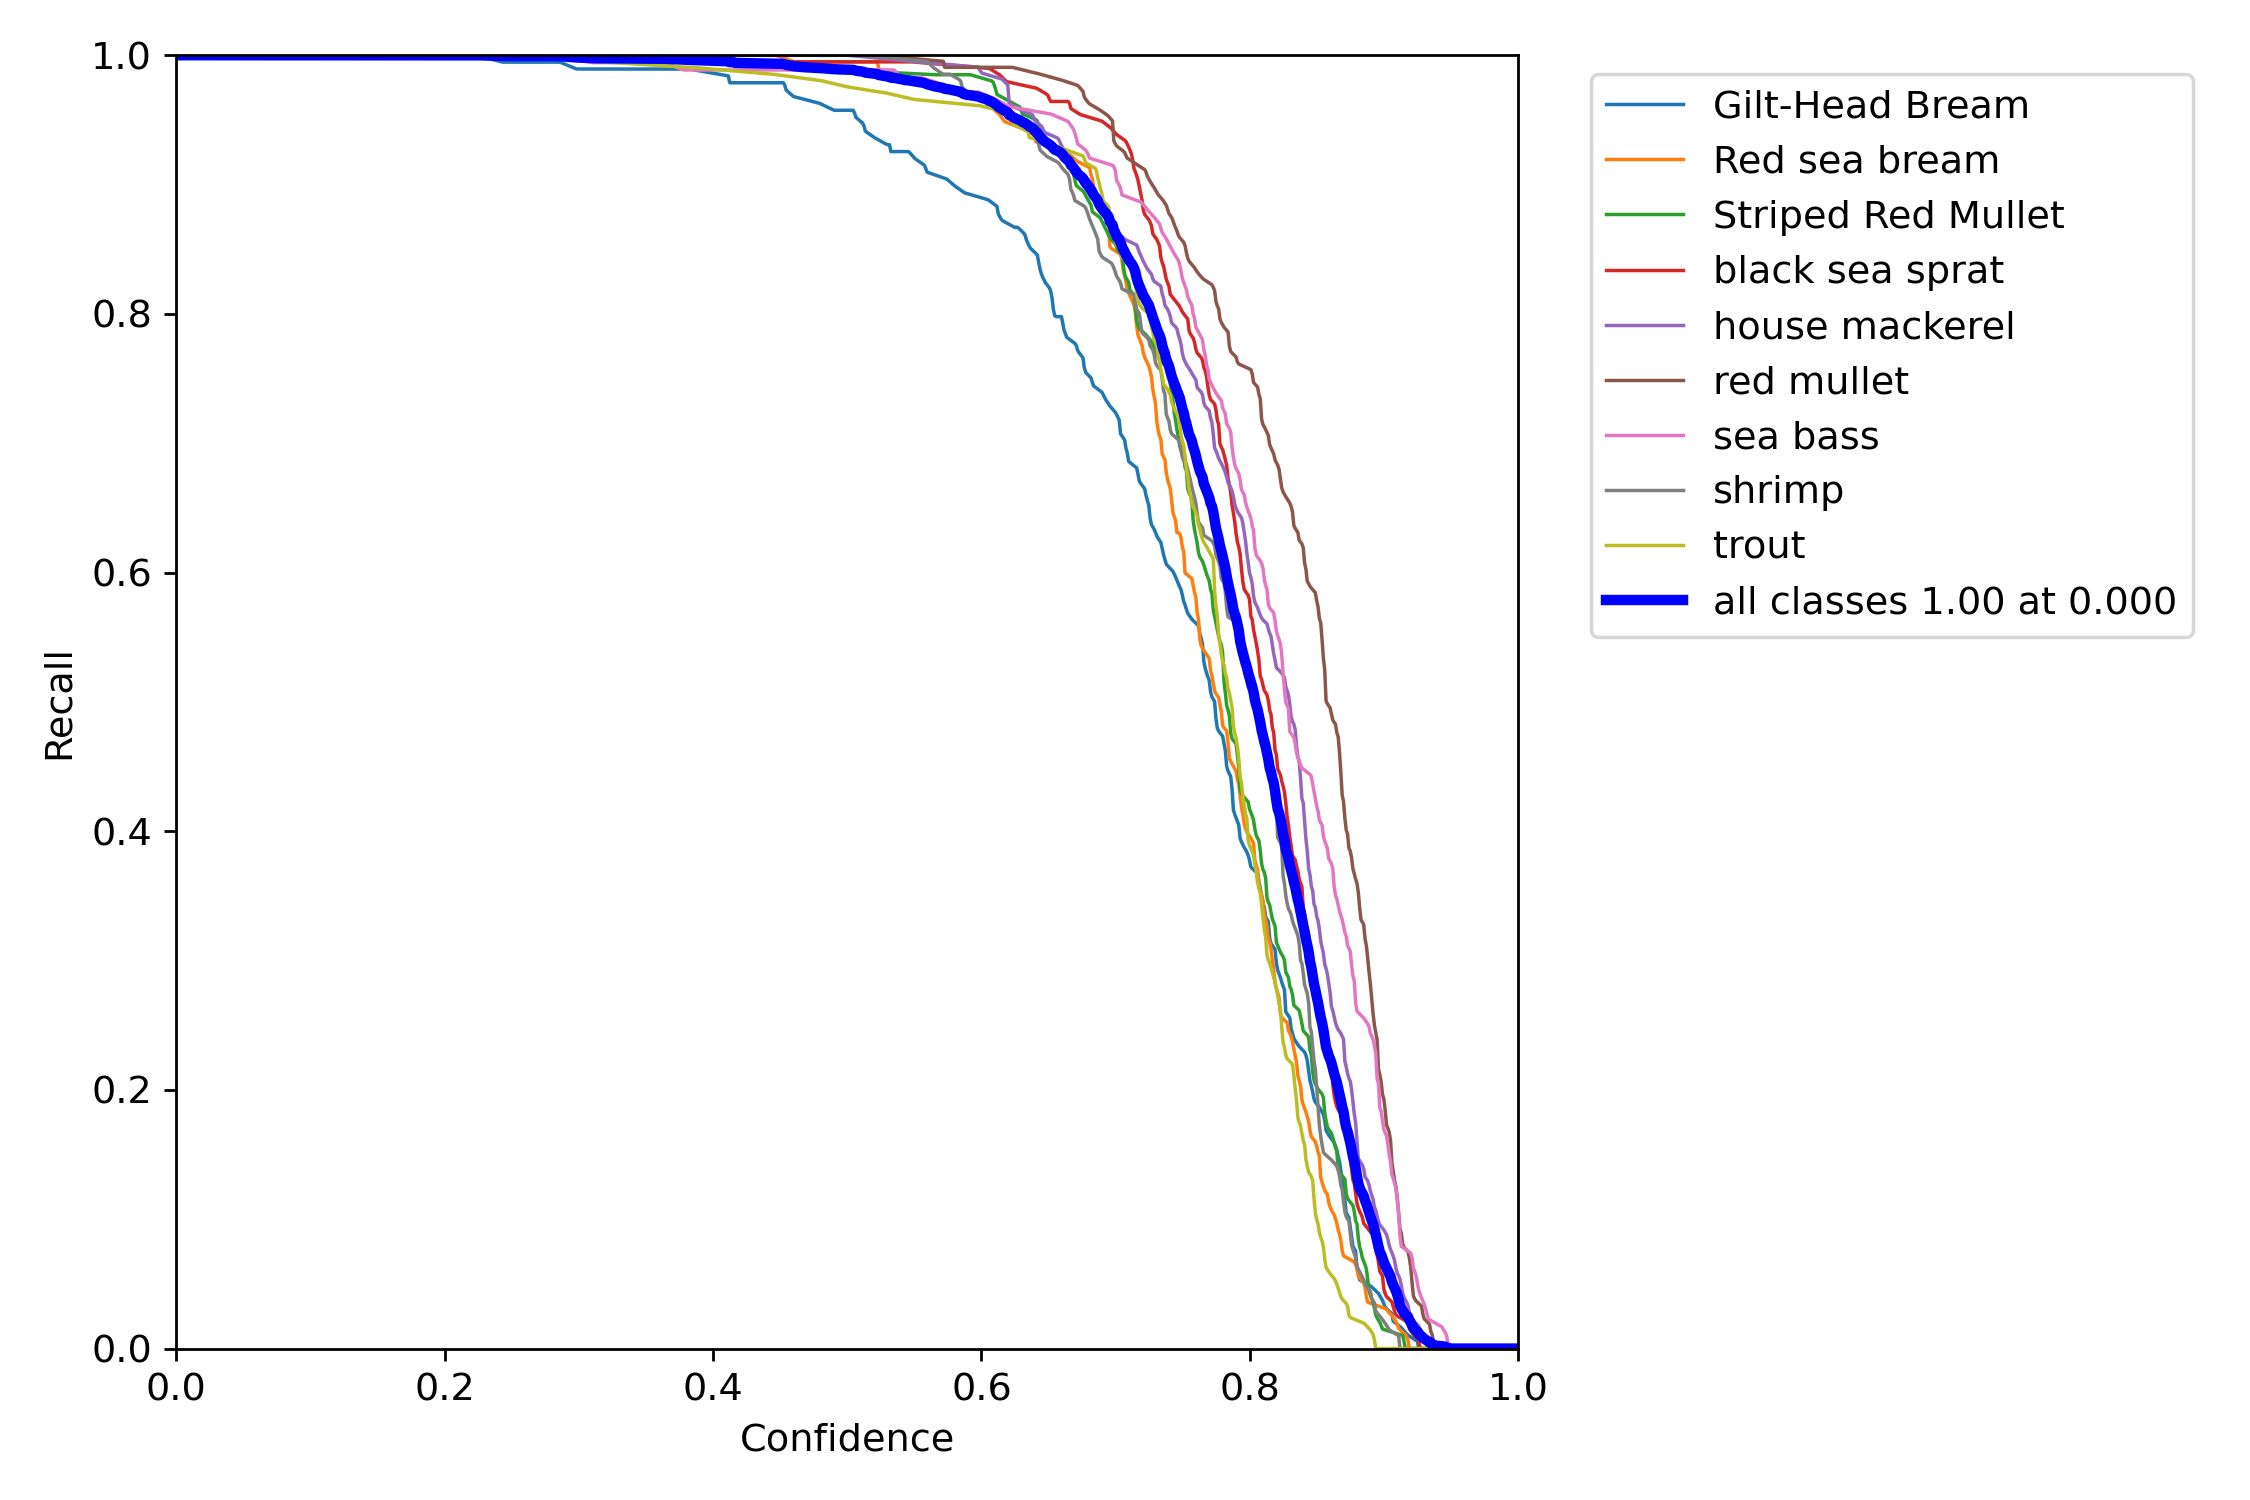 1.0
0.8
0.6
0.4
0.2
0.0
Recall
0.0 0.2 0.4 0.6 0.8 1.0
Confidence
Gilt-Head Bream
Red sea bream
Striped Red Mullet
black sea sprat
house mackerel
red mullet
sea bass
shrimp
trout
all classes 1.00 at 0.000